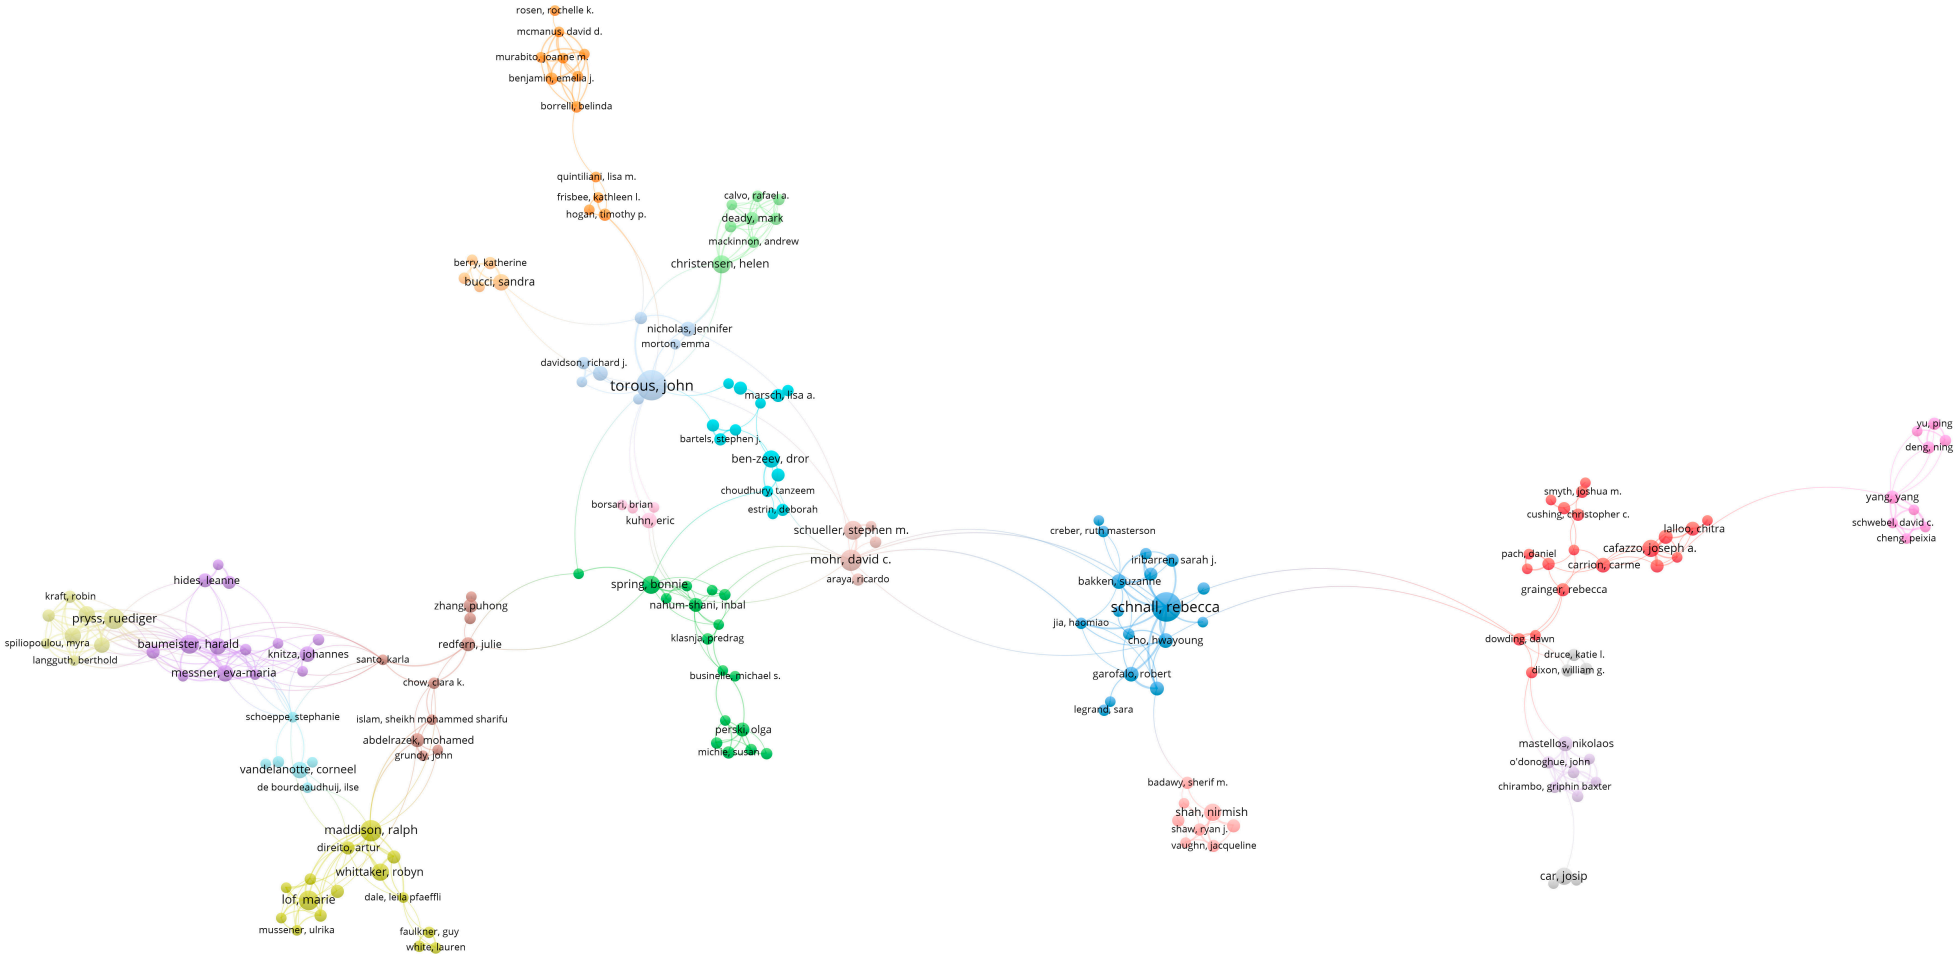 rosen, rochelle k.
mcmanus, david d.
murabito, joanne m.
benjamin, emelia j.
borrelli, belinda
quintiliani, lisa m.
frisbee, kathleen l.
hogan, timothy p.
calvo, rafael a.
deady, mark
mackinnon, andrew
christensen, helen
berry, katherine
bucci, sandra
nicholas, jennifer
morton, emma
davidson, richard j.
torous, john
marsch, lisa a.
bartels, stephen j.
ben-zeev, dror
choudhury, tanzeem
estrin, deborah
borsari, brian
kuhn, eric
schueller, stephen m.
mohr, david c.
araya, ricardo
spring, bonnie
nahum-shani, inbal
klasnja, predrag
businelle, michael s.
perski, olga
michie, susan
creber, ruth masterson
iribarren, sarah j.
bakken, suzanne
schnall, rebecca
jia, haomiao
cho, hwayoung
garofalo, robert
legrand, sara
badawy, sherif m.
shah, nirmish
shaw, ryan j.
vaughn, jacqueline
smyth, joshua m.
cushing, christopher c.
lalloo, chitra
cafazzo, joseph a.
pach, daniel
carrion, carme
grainger, rebecca
dowding, dawn
druce, katie l.
dixon, william g.
mastellos, nikolaos
o'donoghue, john
chirambo, griphin baxter
car, josip
yu, ping
deng, ning
yang, yang
schwebel, david c.
cheng, peixia
hides, leanne
kraft, robin
pryss, ruediger
spiliopoulou, myra
langguth, berthold
baumeister, harald
messner, eva-maria
knitza, johannes
zhang, puhong
redfern, julie
santo, karla
chow, clara k.
schoeppe, stephanie
islam, sheikh mohammed sharifu
abdelrazek, mohamed
grundy, john
vandelanotte, corneel
de bourdeaudhuij, ilse
maddison, ralph
direito, artur
whittaker, robyn
lof, marie
dale, leila pfaeffli
mussener, ulrika
faulkner, guy
white, lauren